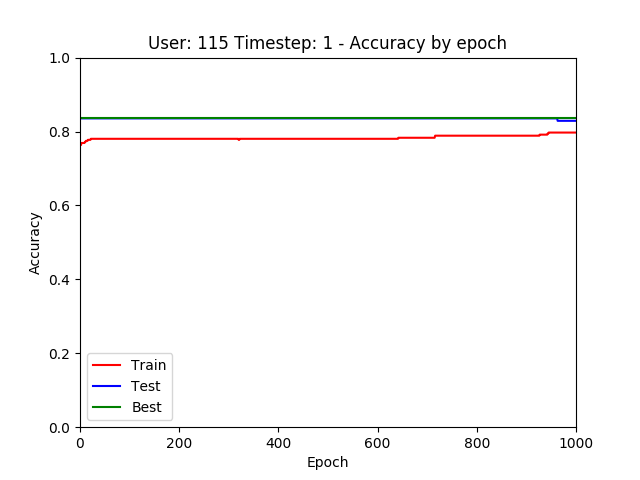 User: 115 Timestep: 1 - Accuracy by epoch
1.0
0.8
0.6
0.4
0.2
0.0
Accuracy
Train
Test
Best
0 200 400 600 800 1000
Epoch